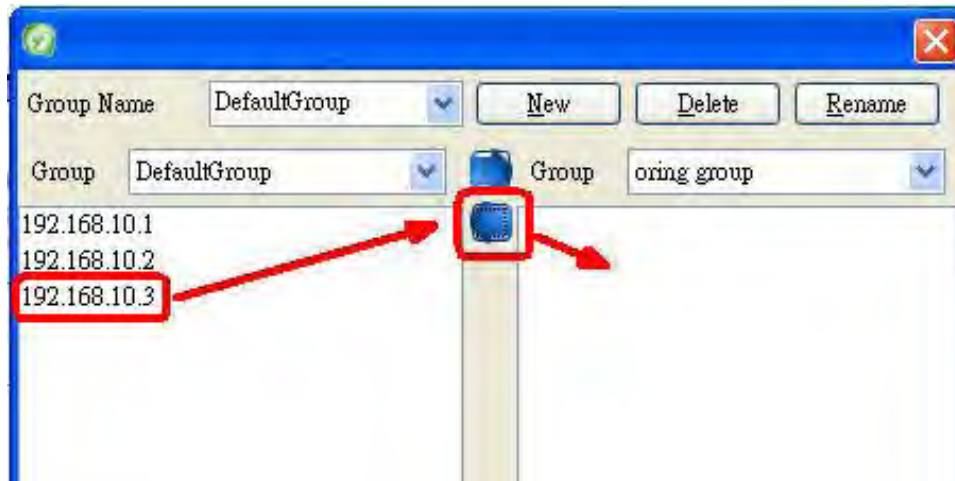 Group Name DefaultGroup New Delete Rename
Group DefaultGroup Group oring group
192.168.10.1
192.168.10.2
192.168.10.3